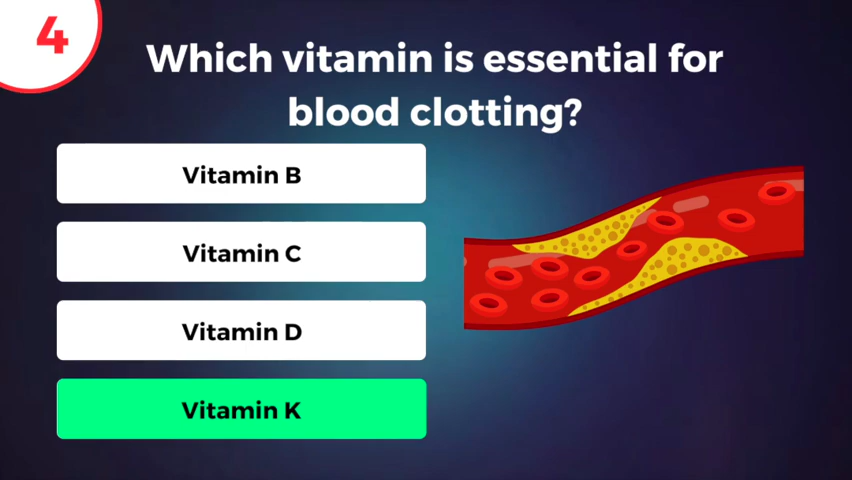 4
Which vitamin is essential for
blood clotting?
Vitamin B
Vitamin C
Vitamin D
Vitamin K